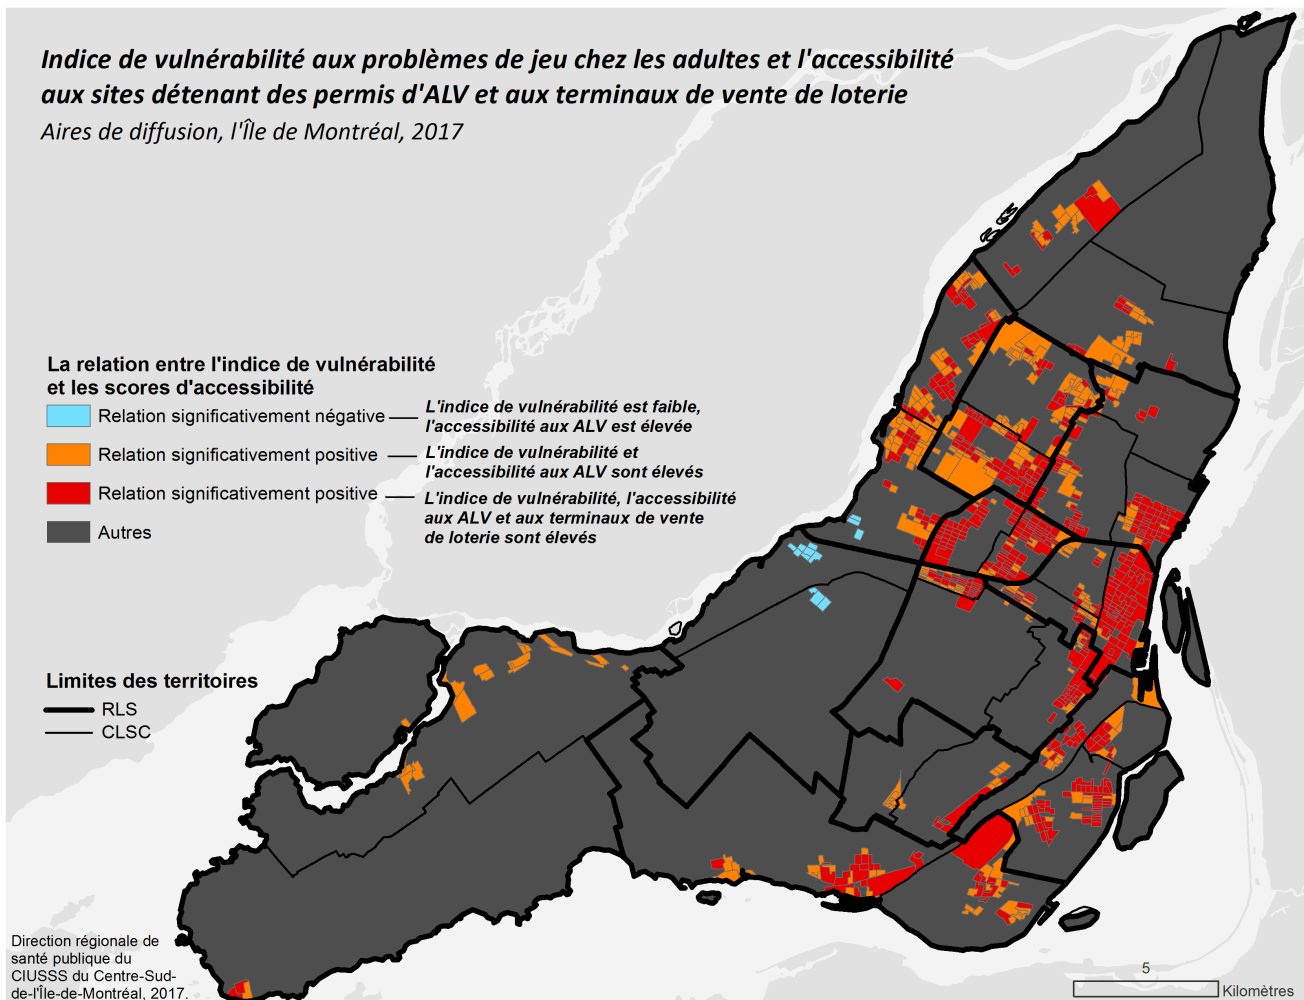 Indice de vulnérabilité aux problèmes de jeu chez les adultes et l'accessibilité
aux sites détenant des permis d'ALV et aux terminaux de vente de loterie
Aires de diffusion, l'Île de Montréal, 2017
La relation entre l'indice de vulnérabilité
et les scores d'accessibilité
Relation significativement négative
L'indice de vulnérabilité est faible,
l'accessibilité aux ALV est élevée
Relation significativement positive
L'indice de vulnérabilité et
l'accessibilité aux ALV sont élevés
Relation significativement positive
L'indice de vulnérabilité, l'accessibilité
aux ALV et aux terminaux de vente
de loterie sont élevés
Autres
Limites des territoires
RLS
CLSC
Direction régionale de
santé publique du
CIUSSS du Centre-Sud-
de-l'Île-de-Montréal, 2017.
5
Kilomètres